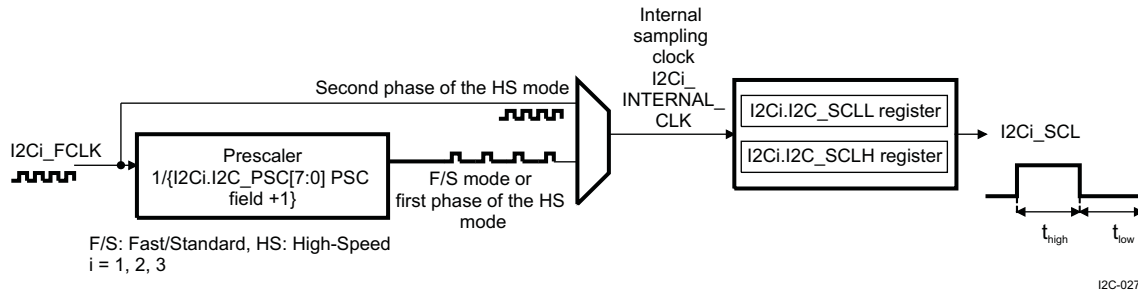 Internal
sampling
clock
I2Ci_
INTERNAL_
CLK
Second phase of the HS mode
I2Ci.I2C_SCLL register
I2Ci.I2C_SCLH register
I2Ci_SCL
I2Ci_FCLK
Prescaler
1/{I2Ci.I2C_PSC[7:0] PSC
field +1}
F/S mode or
first phase of the HS
mode
thigh
tlow
F/S: Fast/Standard, HS: High-Speed
i = 1, 2, 3
I2C-027